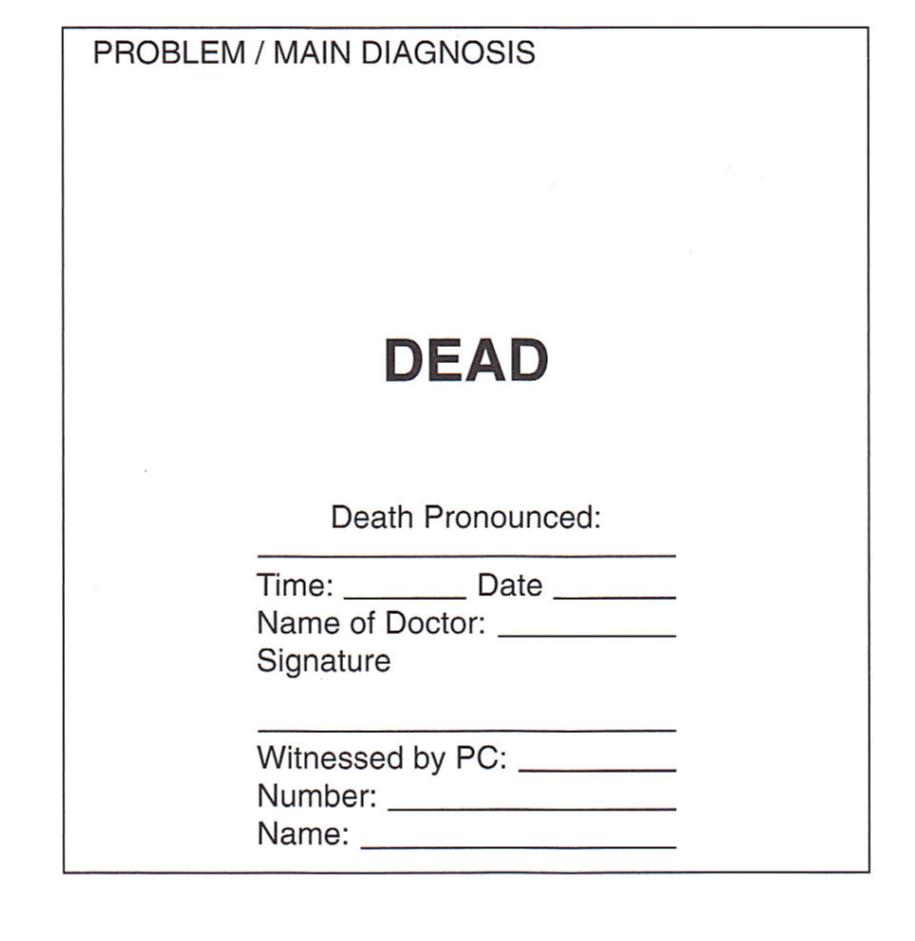 PROBLEM / MAIN DIAGNOSIS
DEAD
Death Pronounced:
Time: Date
Name of Doctor:
Signature
Witnessed by PC:
Number:
Name: